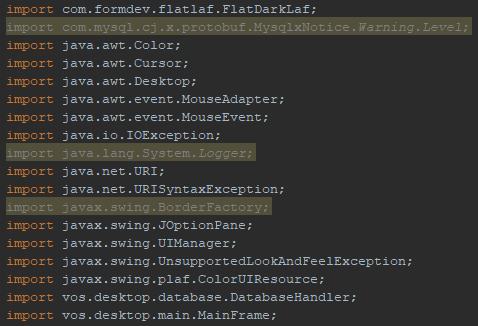 import com.formdev.flatlaf.FlatDarkLaf;
import com.mysql.cj.x.protobuf.MysqlxNotice.Warning.Level;
import java.awt.Color;
import java.awt.Cursor;
import java.awt.Desktop;
import java.awt.event.MouseAdapter;
import java.awt.event.MouseEvent;
import java.io.IOException;
import java.lang.System.Logger;
import java.net.URI;
import java.net.URISyntaxException;
import javax.swing.BorderFactory;
import javax.swing.JOptionPane;
import javax.swing.UIManager;
import javax.swing.UnsupportedLookAndFeelException;
import javax.swing.plaf.ColorUIResource;
import vos.desktop.database.DatabaseHandler;
import vos.desktop.main.MainFrame;